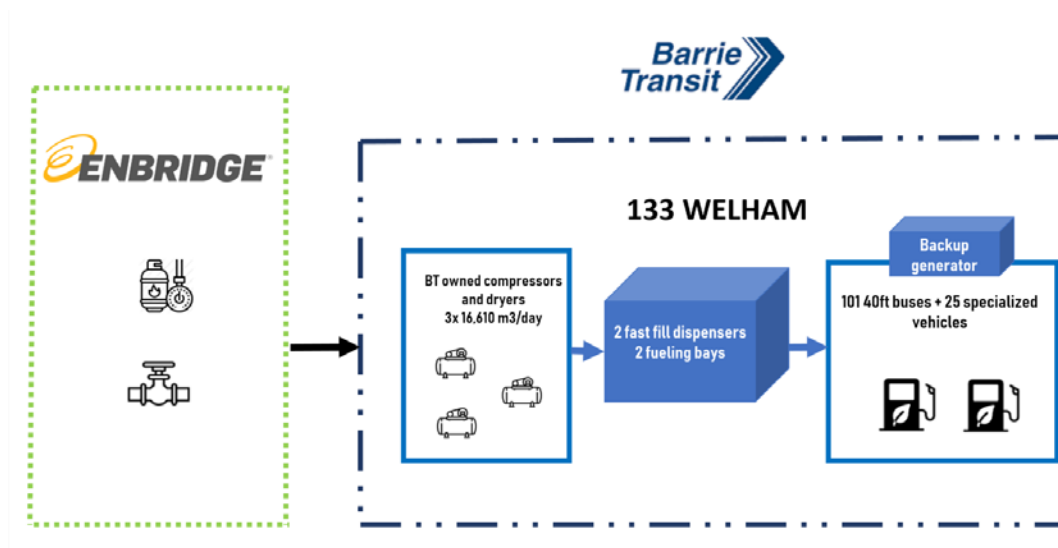 Barrie
Transit
ENBRIDGE®
133 WELHAM
BT owned compressors
and dryers
3x 16,610 m3/day
2 fast fill dispensers
2 fueling bays
Backup
generator
101 40ft buses + 25 specialized
vehicles